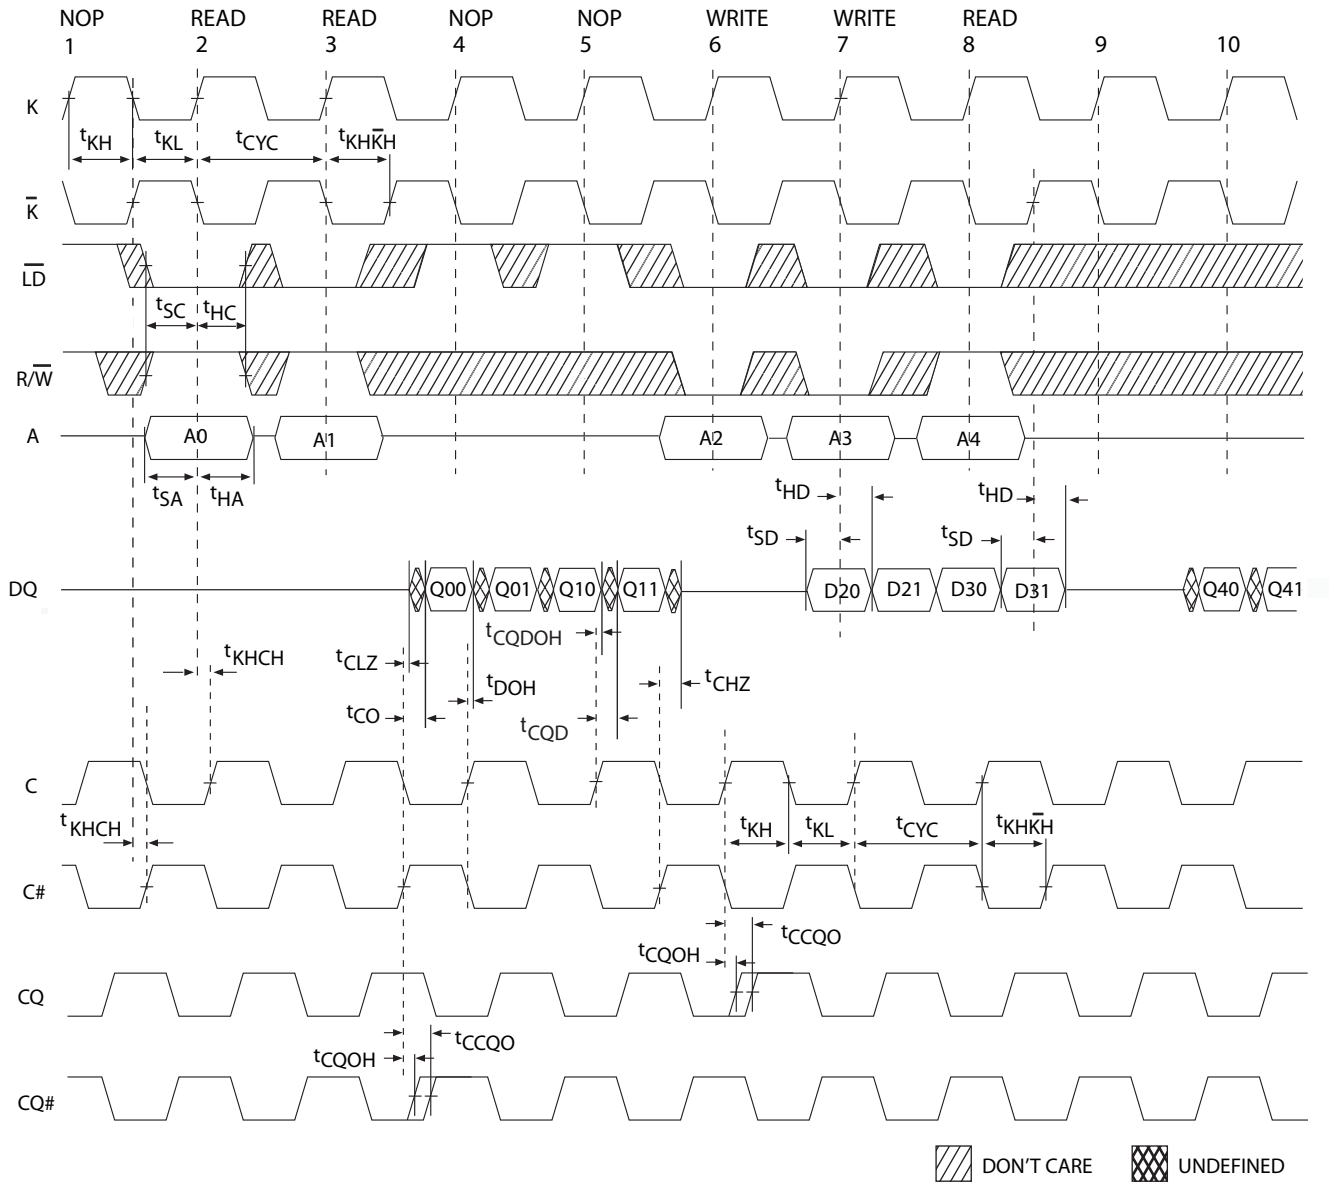 NOP READ READ NOP NOP WRITE WRITE READ
1 2 3 4 5 6 7 8 9 10
K
tKH tKL tCYC tKHK̅H
K̅
L̅D̅
tSC tHC
R/W̅
A A0 A1 A2 A3 A4
tSA tHA tHD tHD
tSD tSD
DQ Q00 Q01 Q10 Q11 D20 D21 D30 D31 Q40 Q41
tCQDOH
tKHCH tCLZ tDOH tCHZ
tCO tCQD
C
tKHCH tKH tKL tCYC tKHK̅H
C#
tCCQO
tCQOH
CQ
tCCQO
tCQOH
CQ#
DON'T CARE UNDEFINED